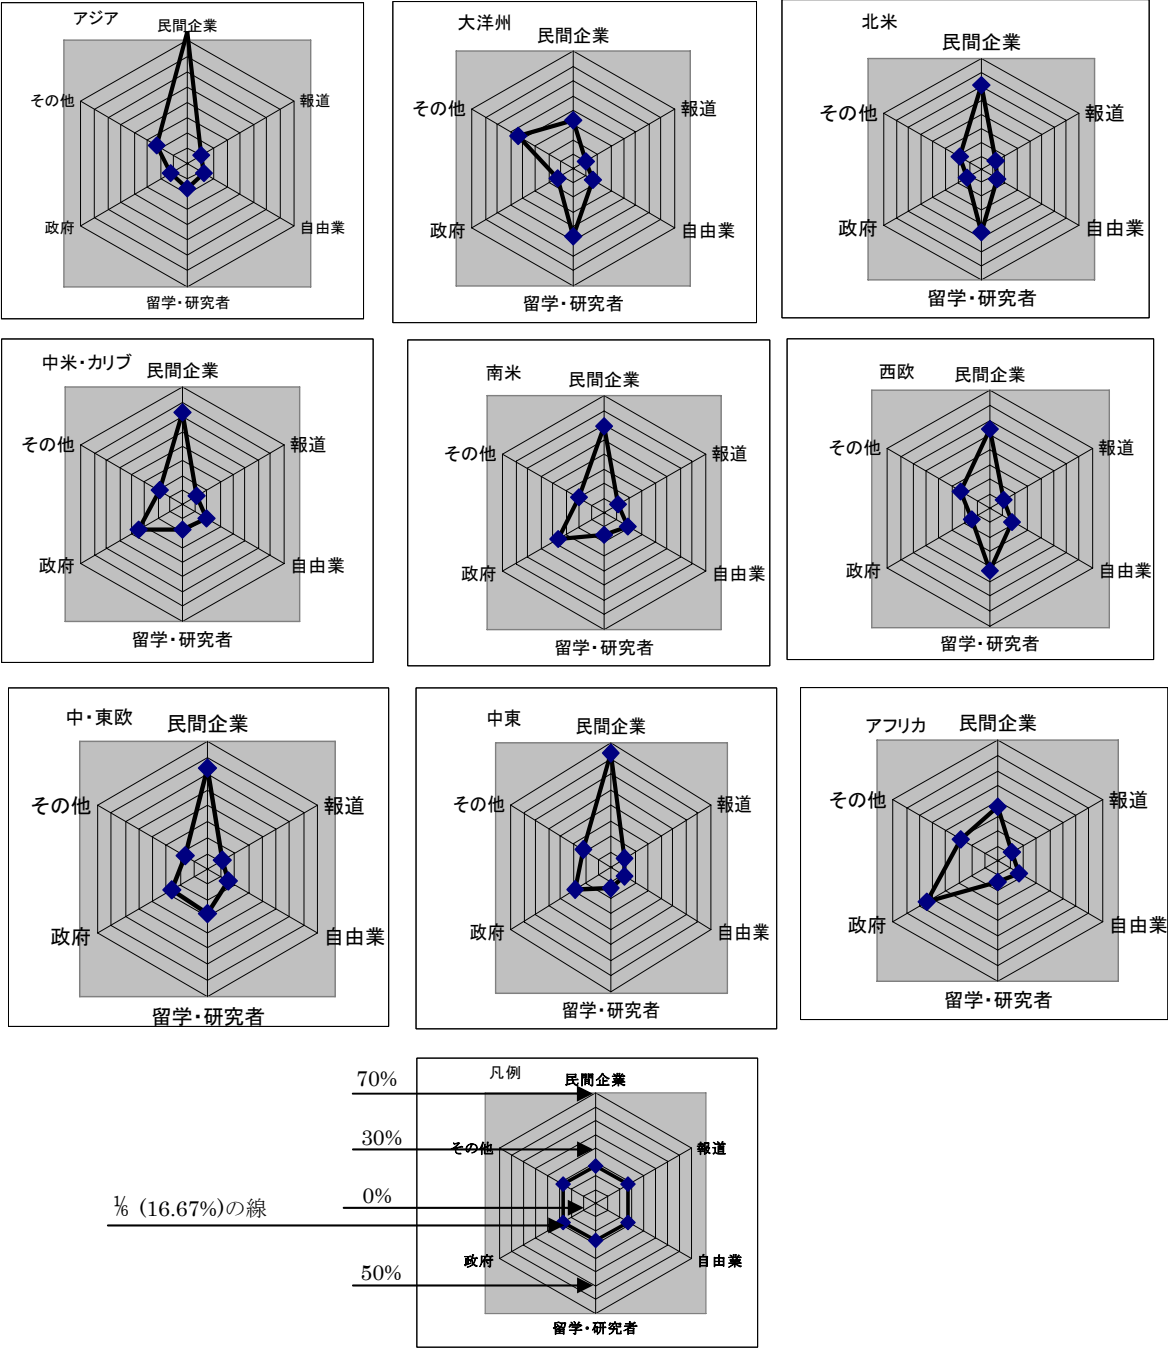 アジア
民間企業
その他
報道
政府
自由業
留学・研究者
大洋州
民間企業
その他
報道
政府
自由業
留学・研究者
北米
民間企業
その他
報道
政府
自由業
留学・研究者
中米・カリブ
民間企業
その他
報道
政府
自由業
留学・研究者
南米
民間企業
その他
報道
政府
自由業
留学・研究者
西欧
民間企業
その他
報道
政府
自由業
留学・研究者
中・東欧
民間企業
その他
報道
政府
自由業
留学・研究者
中東
民間企業
その他
報道
政府
自由業
留学・研究者
アフリカ
民間企業
その他
報道
政府
自由業
留学・研究者
凡例
民間企業
70%
30%
その他
報道
0%
⅙ (16.67%)の線
政府
自由業
50%
留学・研究者